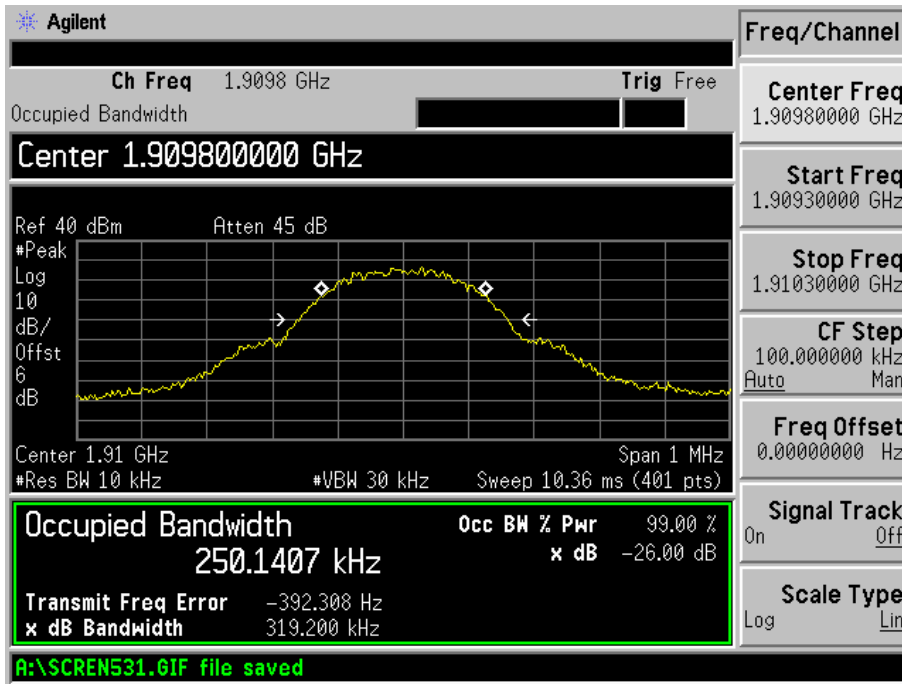 Agilent
Freq/Channel
Ch Freq 1.9098 GHz Trig Free
Occupied Bandwidth
Center 1.909800000 GHz
Ref 40 dBm Atten 45 dB
#Peak
Log
10
dB/
Offst
6
dB
Center 1.91 GHz Span 1 MHz
#Res BW 10 kHz #VBW 30 kHz Sweep 10.36 ms (401 pts)
Occupied Bandwidth
250.1407 kHz
Occ BW % Pwr 99.00 %
x dB -26.00 dB
Transmit Freq Error -392.308 Hz
x dB Bandwidth 319.200 kHz
A:\SCREN531.GIF file saved
Center Freq
1.90980000 GHz
Start Freq
1.90930000 GHz
Stop Freq
1.91030000 GHz
CF Step
100.000000 kHz
Auto Man
Freq Offset
0.00000000 Hz
Signal Track
On Off
Scale Type
Log Lin